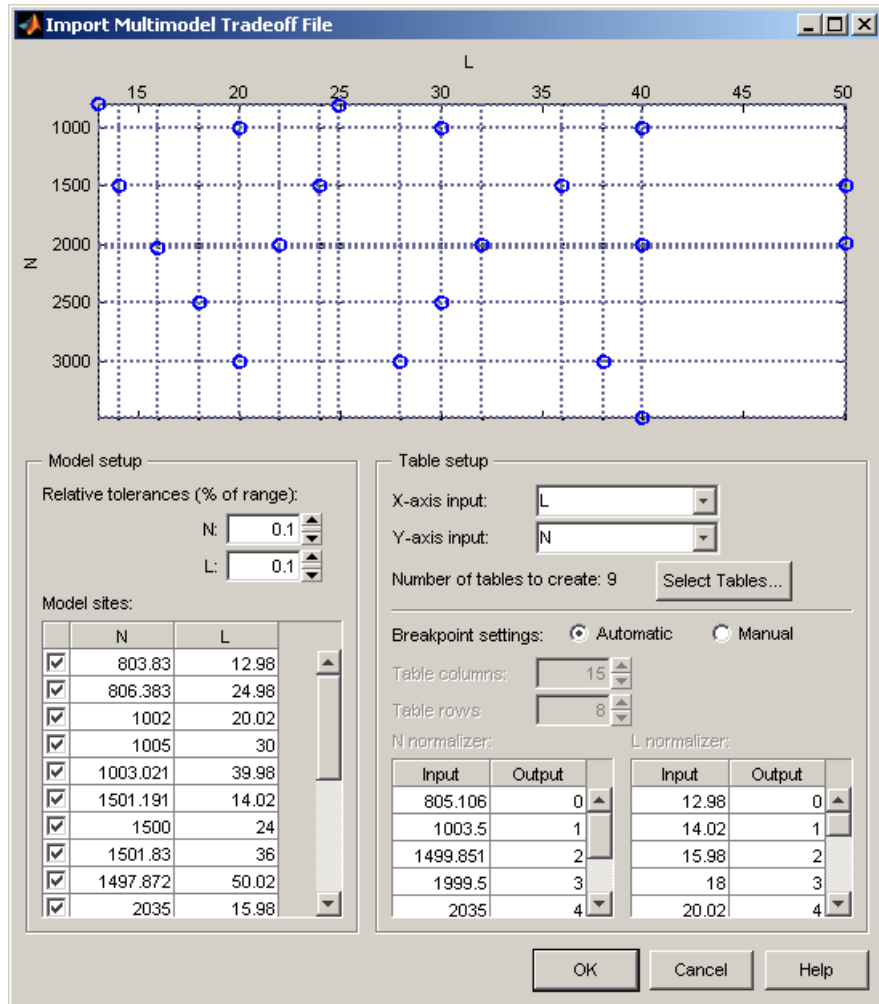 Import Multimodel Tradeoff File
L
15 20 25 30 35 40 45 50
1000
1500
2000
2500
3000
N
Model setup
Relative tolerances (% of range):
N: 0.1
L: 0.1
Model sites:
N L
803.83 12.98
806.383 24.98
1002 20.02
1005 30
1003.021 39.98
1501.191 14.02
1500 24
1501.83 36
1497.872 50.02
2035 15.98
Table setup
X-axis input: L
Y-axis input: N
Number of tables to create: 9 Select Tables...
Breakpoint settings: Automatic Manual
Table columns: 15
Table rows 8
N normalizer:
Input Output
805.106 0
1003.5 1
1499.851 2
1999.5 3
2035 4
L normalizer:
Input Output
12.98 0
14.02 1
15.98 2
18 3
20.02 4
OK Cancel Help